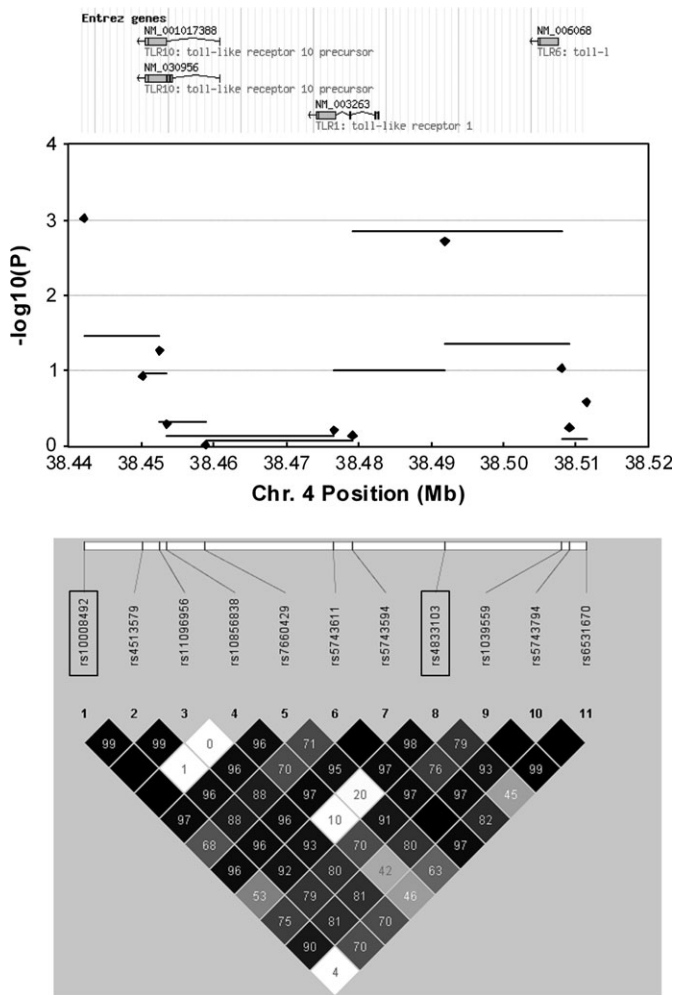 Entrez genes
NM_001017388
NM_006068
TLR10: toll-like receptor 10 precursor
TLR6: toll-l
NM_030956
TLR10: toll-like receptor 10 precursor
NM_003263
TLR1: toll-like receptor 1
4
3
2
1
0
-log10(P)
38.44 38.45 38.46 38.47 38.48 38.49 38.50 38.51 38.52
Chr. 4 Position (Mb)
rs10008492
rs4513579
rs11096956
rs10856838
rs7660429
rs5743611
rs5743594
rs4833103
rs1039559
rs5743794
rs6531670
1 2 3 4 5 6 7 8 9 10 11
99 99 0 96 71 98 79
1 96 70 95 97 76 93 99
96 88 97 20 97 97 45
97 88 96 10 91 82
68 96 93 70 80 97
96 92 80 42 63
53 79 81 46
75 81 70
90 70
4